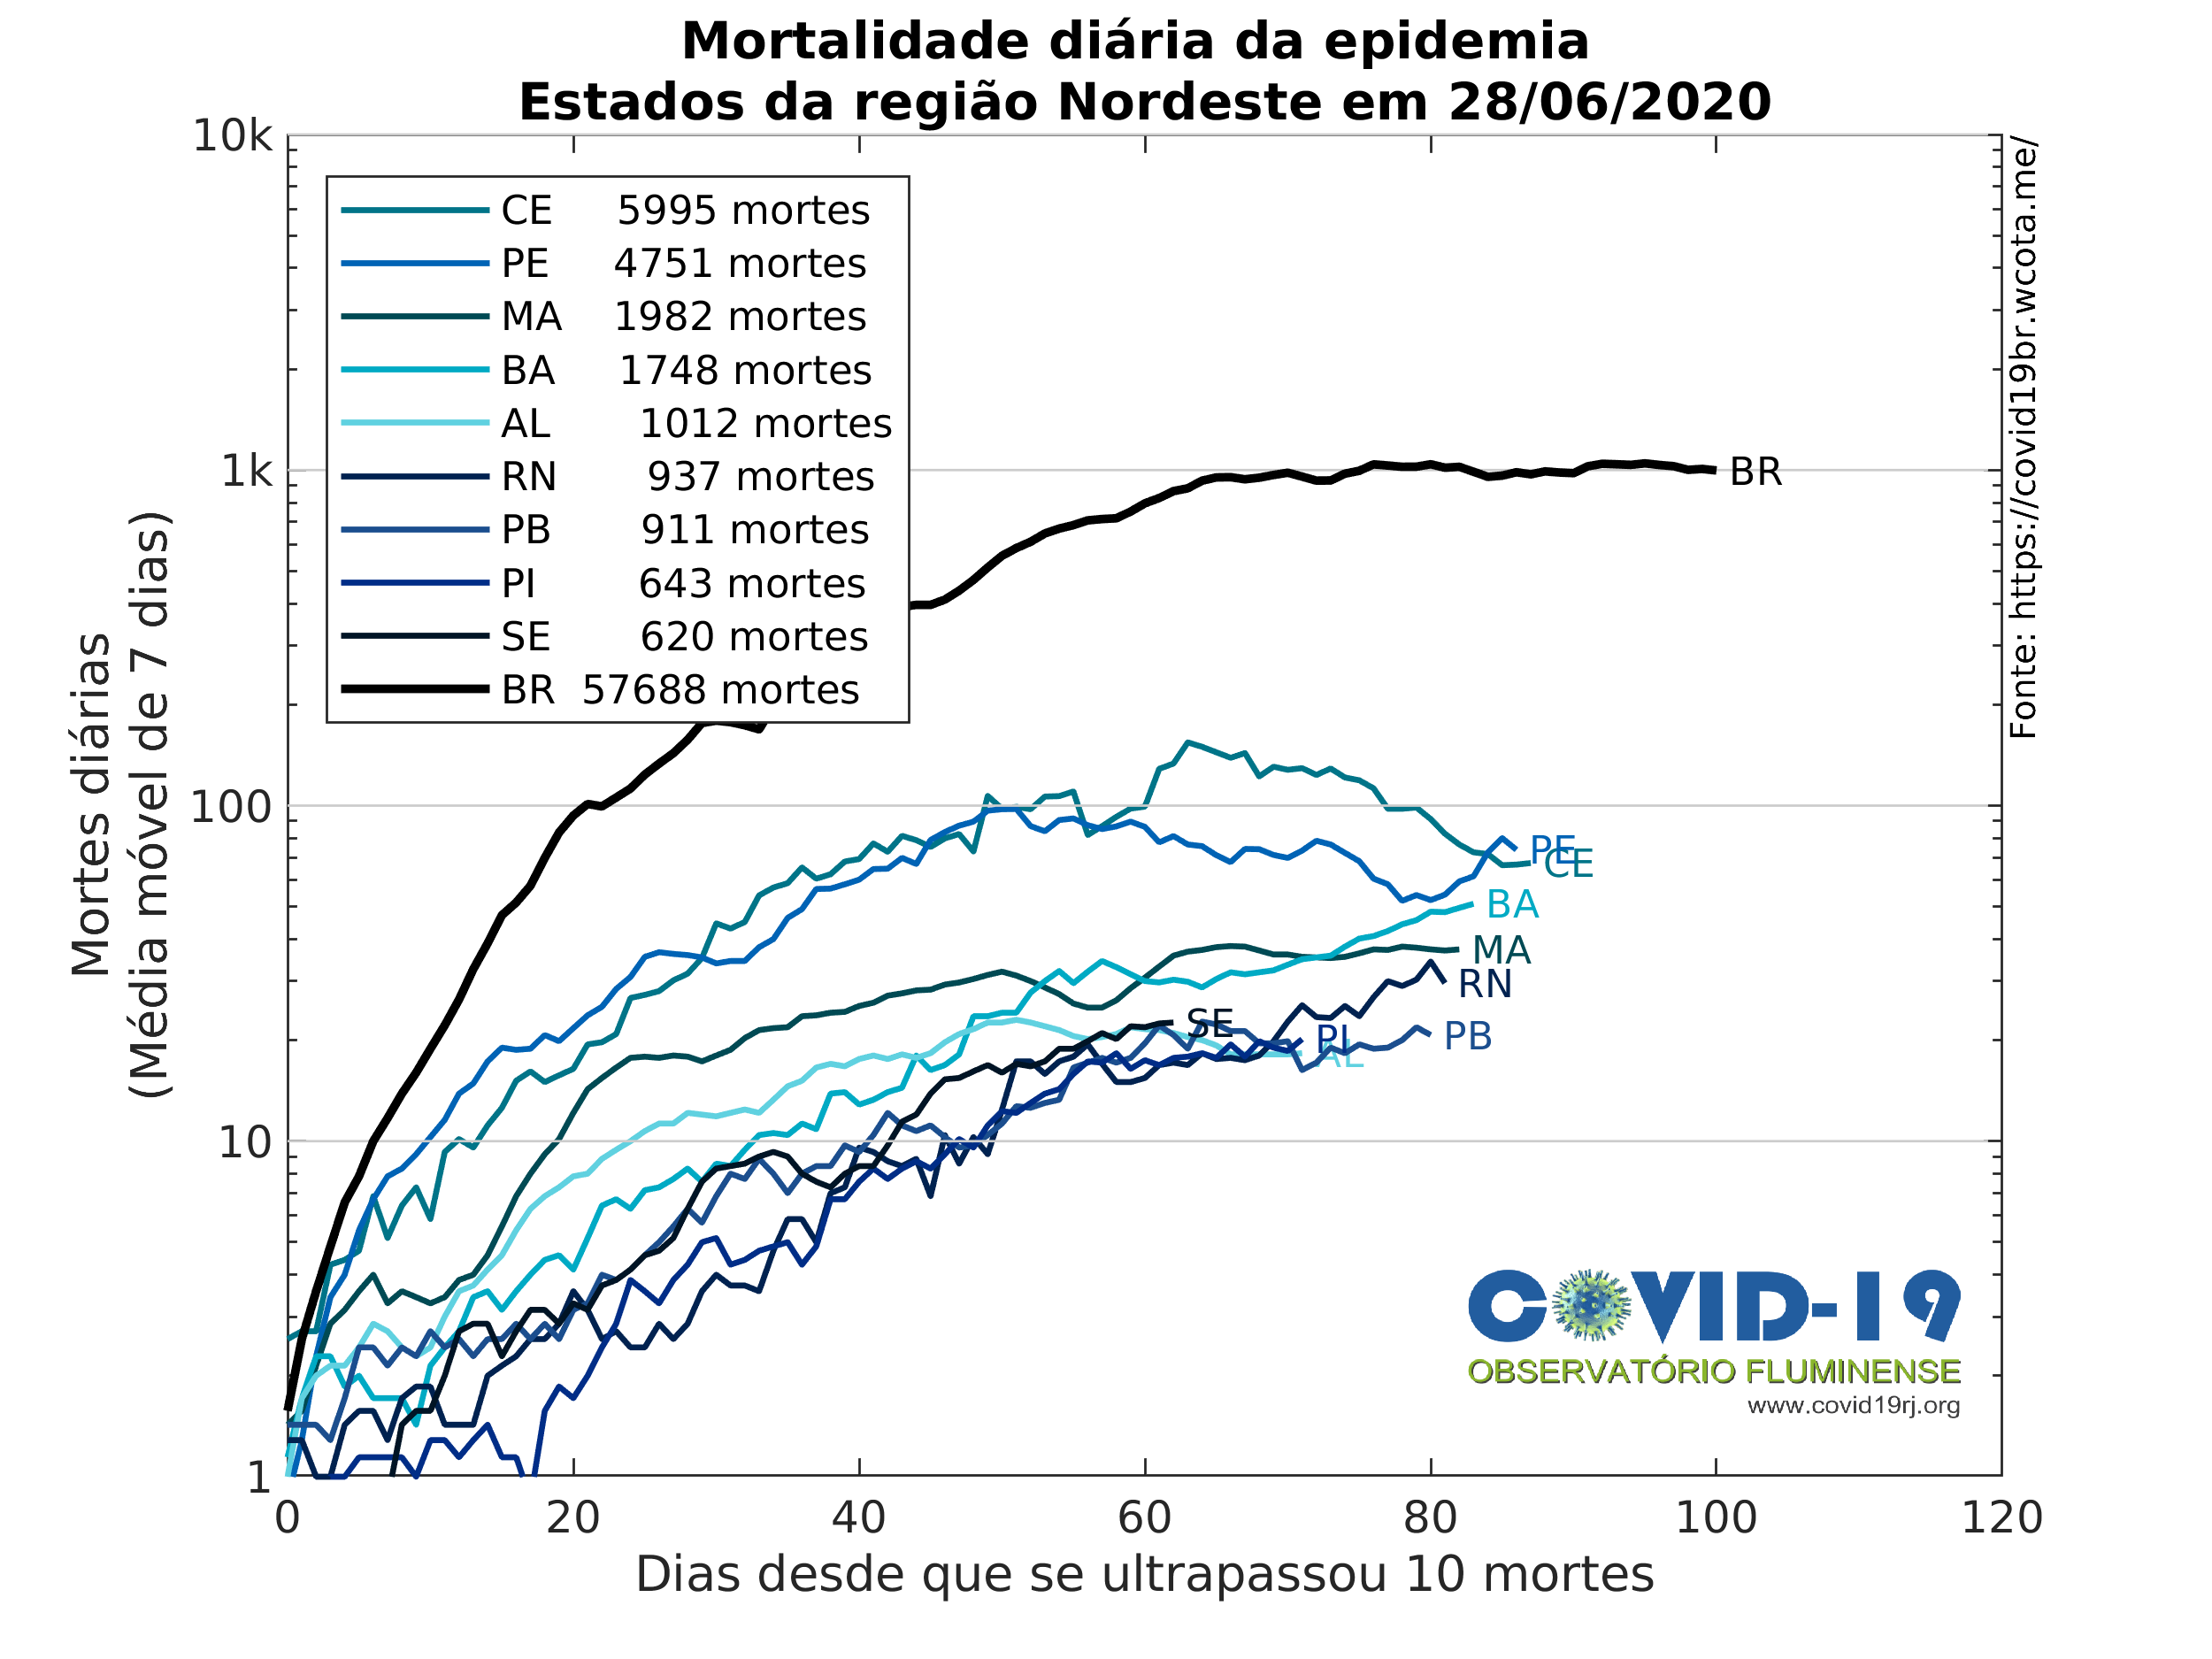 Mortalidade diária da epidemia
Estados da região Nordeste em 28/06/2020
10k
1k
100
10
1
Mortes diárias
(Média móvel de 7 dias)
CE 5995 mortes
PE 4751 mortes
MA 1982 mortes
BA 1748 mortes
AL 1012 mortes
RN 937 mortes
PB 911 mortes
PI 643 mortes
SE 620 mortes
BR 57688 mortes
BR
PE
CE
BA
MA
RN
SE
PI
PB
AL
Fonte: https://covid19br.wcota.me/
COVID-19
OBSERVATÓRIO FLUMINENSE
www.covid19rj.org
0 20 40 60 80 100 120
Dias desde que se ultrapassou 10 mortes